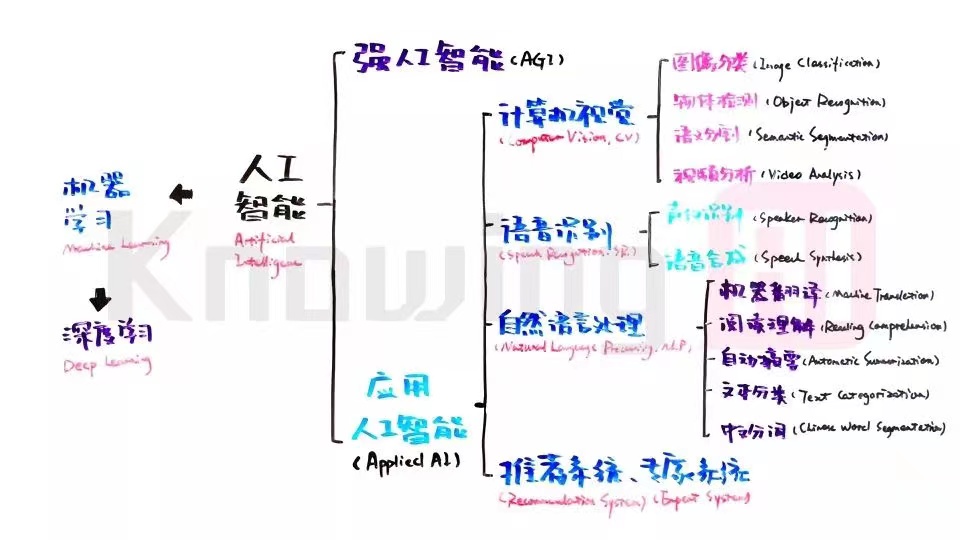 强人工智能(AGI)
图像分类(Image Classification)
计算机视觉
(Computer Vision, CV)
物体检测(Object Recognition)
语义分割(Semantic Segmentation)
视频分析(Video Analysis)
人工
智能
Artificial
Intelligence
机器
学习
Machine Learning
深度学习
Deep Learning
语音识别
(Speech Recognition, SR)
声纹识别(Speaker Recognition)
语音合成(Speech Synthesis)
自然语言处理
(Natural Language Processing, NLP)
机器翻译(Machine Translation)
阅读理解(Reading Comprehension)
自动摘要(Automatic Summarization)
文本分类(Text Categorization)
中文分词(Chinese Word Segmentation)
应用
人工智能
(Applied AI)
推荐系统、专家系统
(Recommendation System)(Expert System)
Knowing